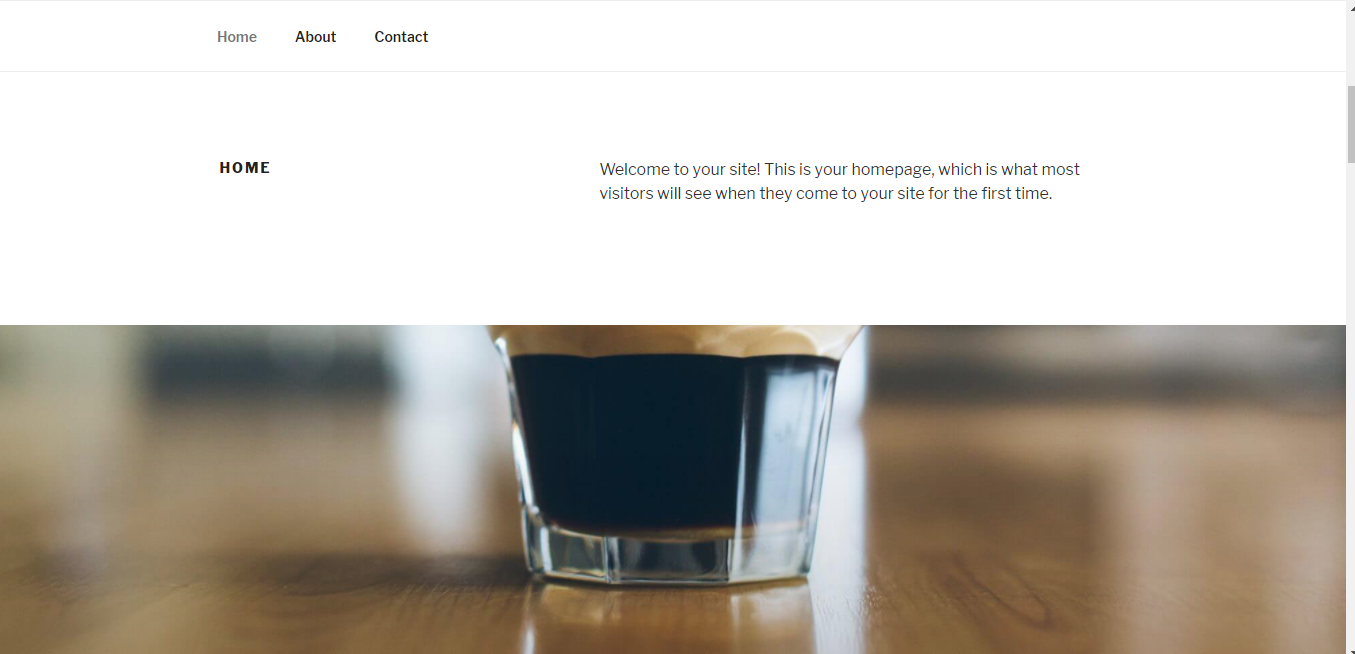 Home About Contact
HOME
Welcome to your site! This is your homepage, which is what most
visitors will see when they come to your site for the first time.